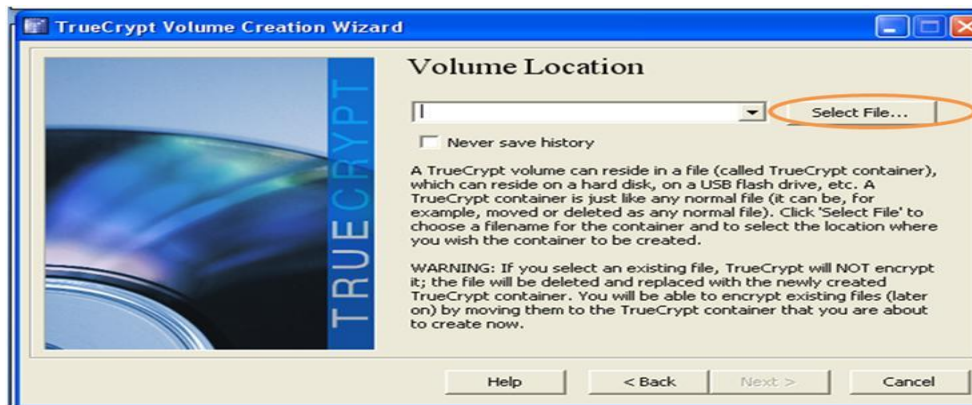 TrueCrypt Volume Creation Wizard
TRUECRYPT
Volume Location
Select File...
Never save history
A TrueCrypt volume can reside in a file (called TrueCrypt container),
which can reside on a hard disk, on a USB flash drive, etc. A
TrueCrypt container is just like any normal file (it can be, for
example, moved or deleted as any normal file). Click 'Select File' to
choose a filename for the container and to select the location where
you wish the container to be created.
WARNING: If you select an existing file, TrueCrypt will NOT encrypt
it; the file will be deleted and replaced with the newly created
TrueCrypt container. You will be able to encrypt existing files (later
on) by moving them to the TrueCrypt container that you are about
to create now.
Help
< Back
Next >
Cancel